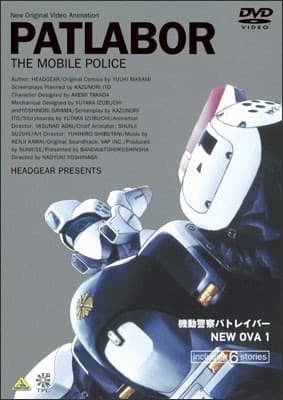 New Original Video Animation
DVD
VIDEO
PATLABOR
THE MOBILE POLICE
Author: HEADGEAR/Original Comics by YUUKI MASAMI
Screenplays Planned by KAZUNORI ITO
Character Designed by AKEMI TAKADA
Mechanical Designed by YUTAKA IZUBUCHI
andYOSHINORI SAYAMA/Screenplay by KAZUNORI
ITO/Storyboards by YUTAKA IZUBUCHI/Animation
Director: YASUNAO AOKI/Chief Animator: SHUNJI
SUZUKI/Art Director: YUKIHIRO SHIBUTANI/Music by
KENJI KAWAI/Original Soundtrack: VAP INC./Produced
by SUNRISE/Presented by BANDAI&TOHOKUSHINSHA
Directed by NAOYUKI YOSHINAGA
HEADGEAR PRESENTS
機動警察パトレイバー
NEW OVA 1
includes 6 stories